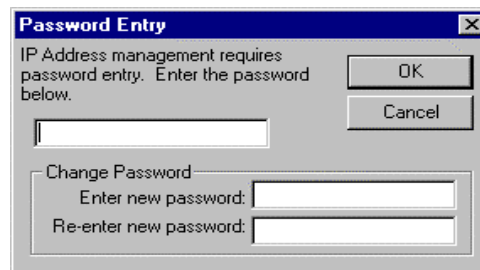 Password Entry
IP Address management requires
password entry. Enter the password
below.
OK
Cancel
Change Password
Enter new password:
Re-enter new password: